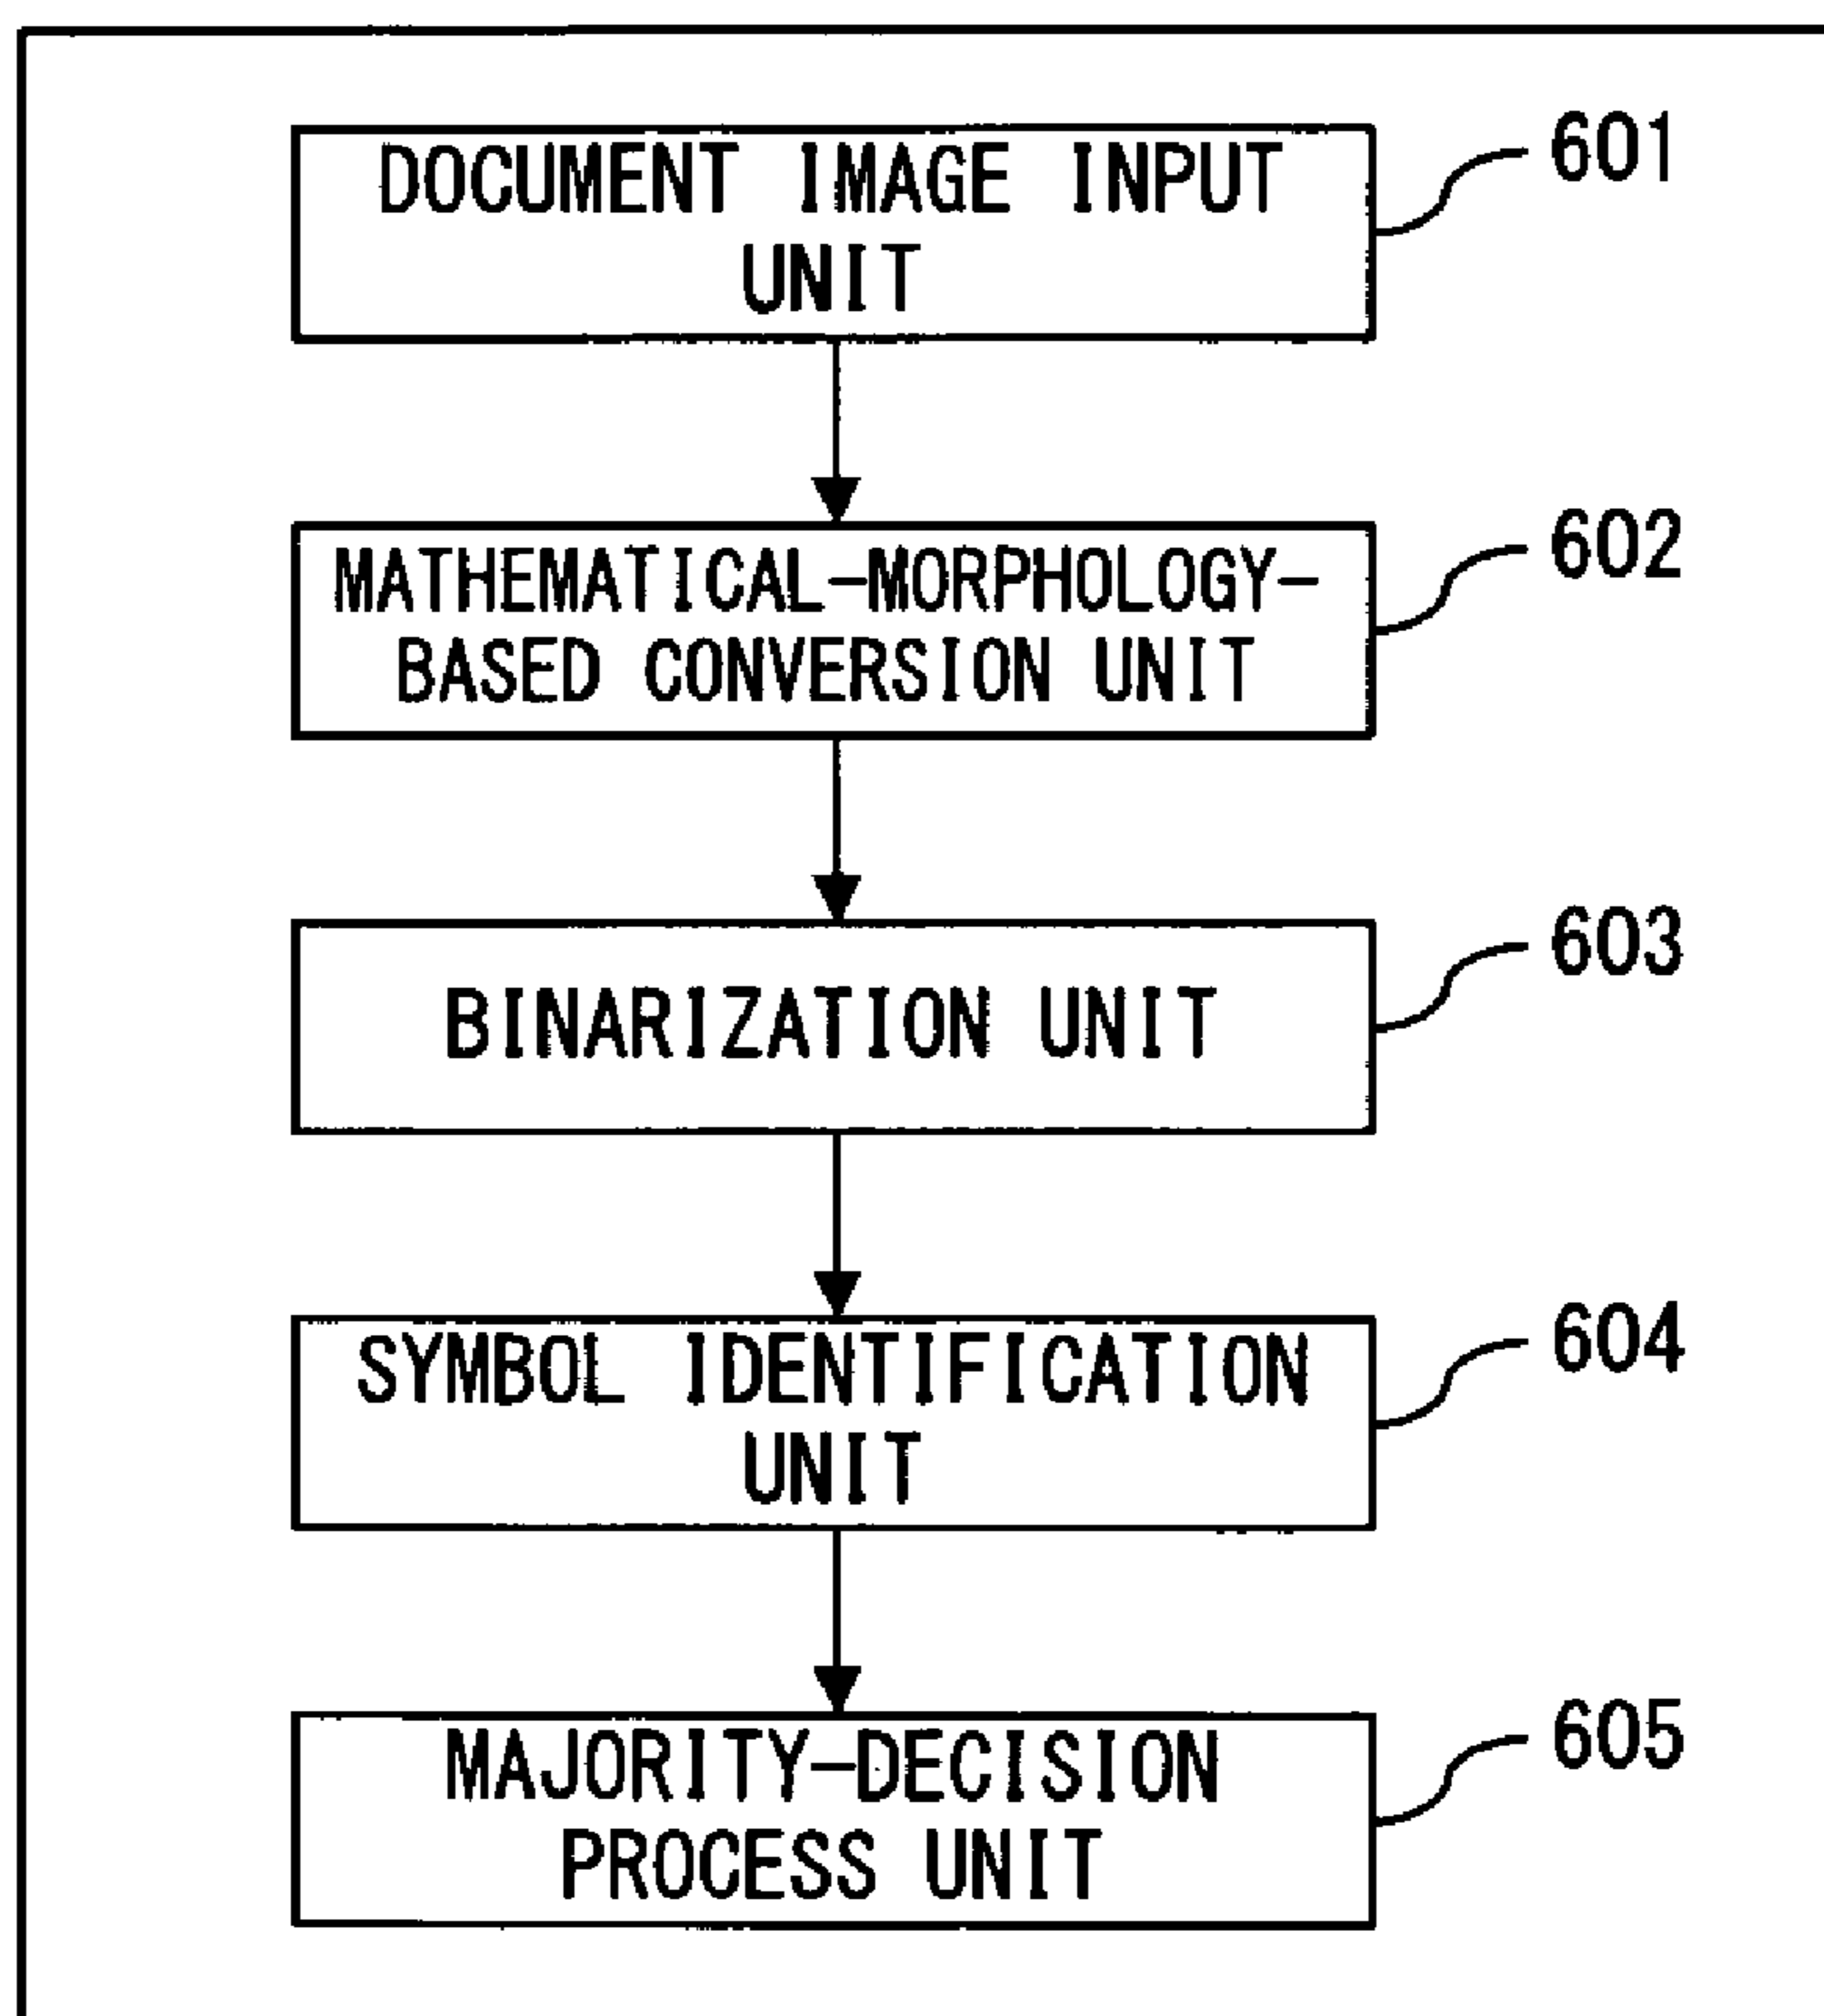 DOCUMENT IMAGE INPUT
UNIT
601
MATHEMATICAL-MORPHOLOGY-
BASED CONVERSION UNIT
602
BINARIZATION UNIT
603
SYMBOL IDENTIFICATION
UNIT
604
MAJORITY-DECISION
PROCESS UNIT
605